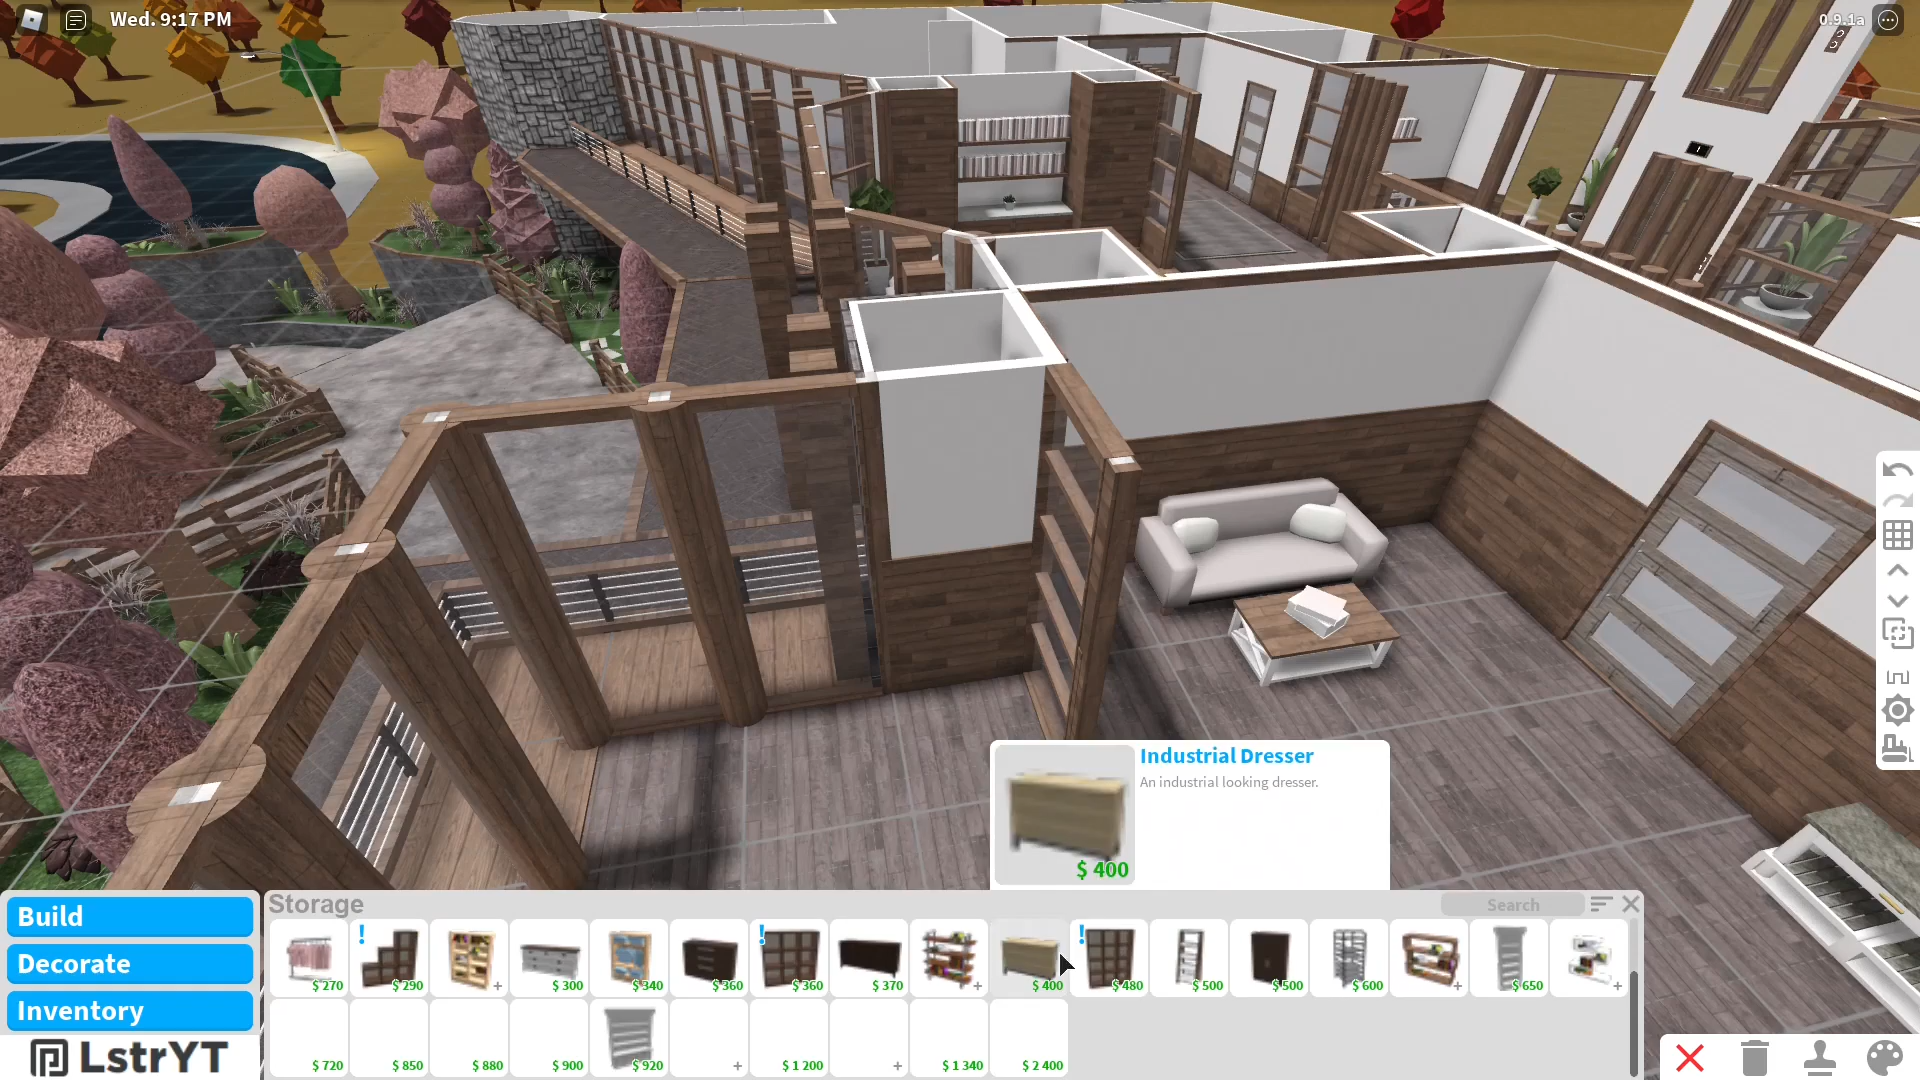 Wed. 9:17 PM
0.9.1a
Industrial Dresser
An industrial looking dresser.
$ 400
Build
Decorate
Inventory
LstrYT
Storage
Search
$ 270
! $ 290
+
$ 300
$ 340
$ 360
! $ 360
$ 370
+
$ 400
! $ 480
$ 500
$ 500
$ 600
+
$ 650
+
$ 720
$ 850
$ 880
$ 900
$ 920
+
$ 1 200
+
$ 1 340
$ 2 400